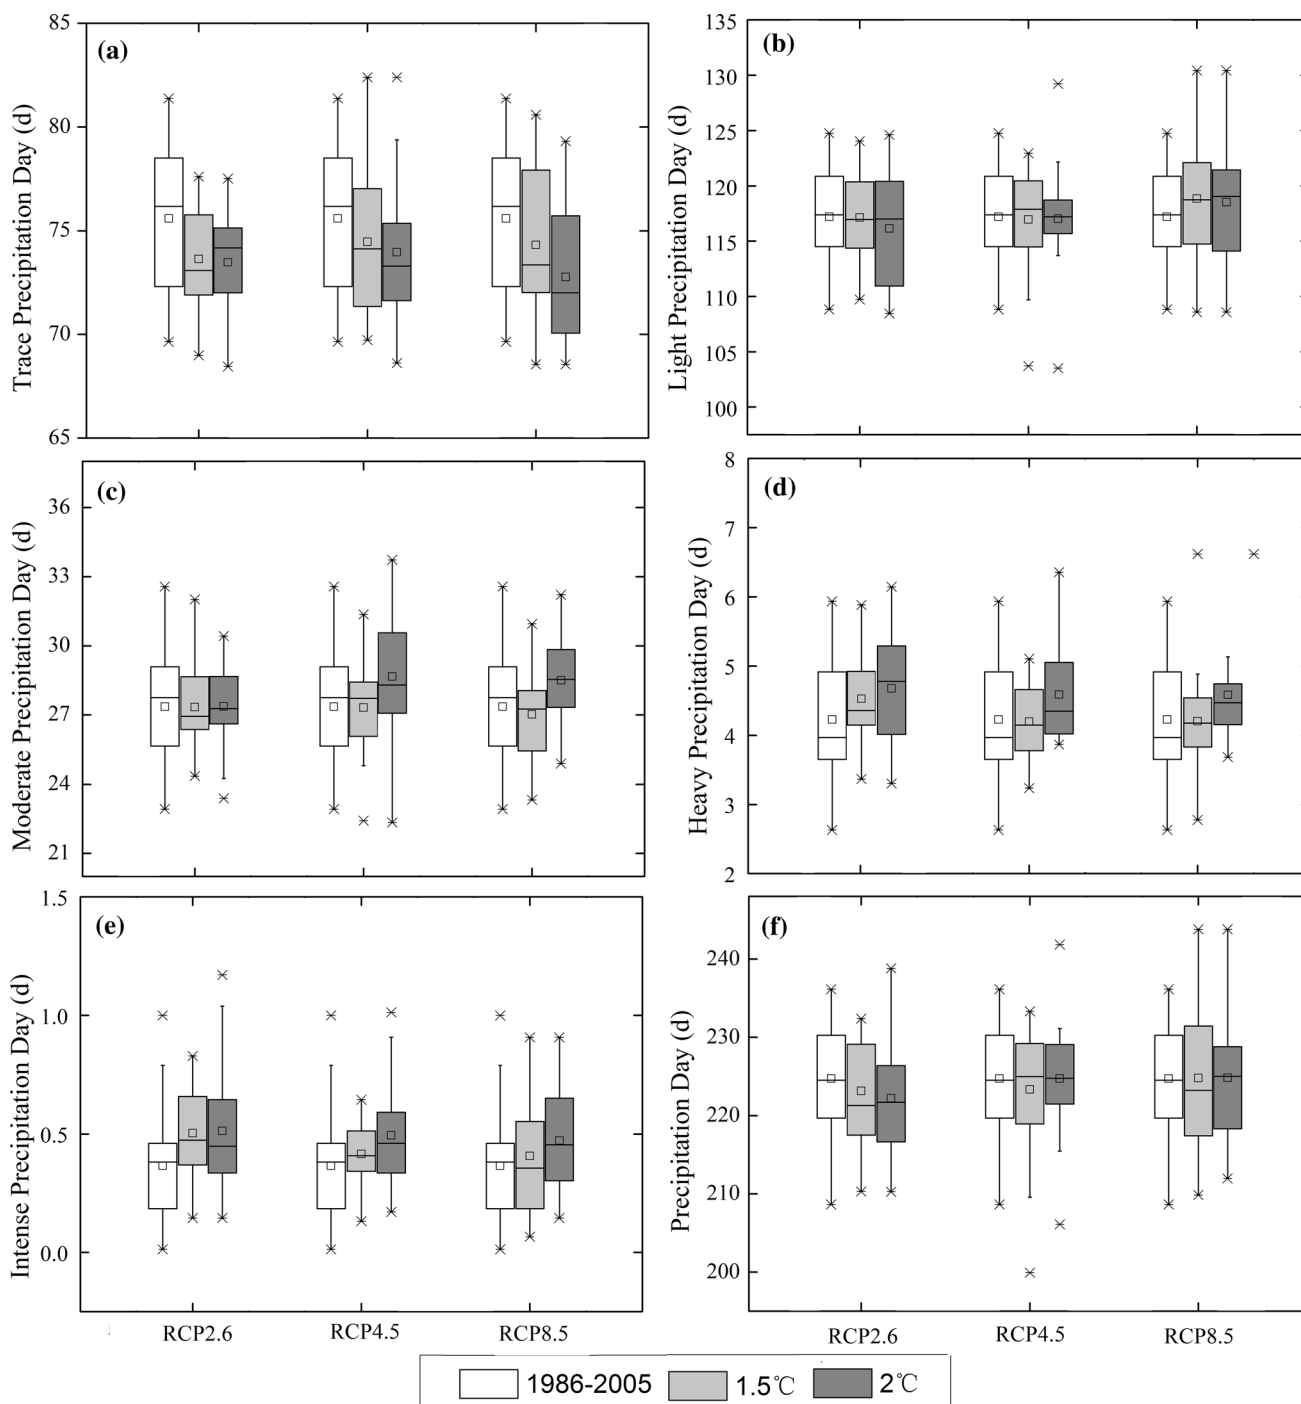 (a)
Trace Precipitation Day (d)
85
80
75
70
65
(b)
Light Precipitation Day (d)
135
130
125
120
115
110
105
100
(c)
Moderate Precipitation Day (d)
36
33
30
27
24
21
(d)
Heavy Precipitation Day (d)
8
7
6
5
4
3
2
(e)
Intense Precipitation Day (d)
1.5
1.0
0.5
0.0
RCP2.6 RCP4.5 RCP8.5
(f)
Precipitation Day (d)
240
230
220
210
200
RCP2.6 RCP4.5 RCP8.5
1986-2005 1.5℃ 2℃